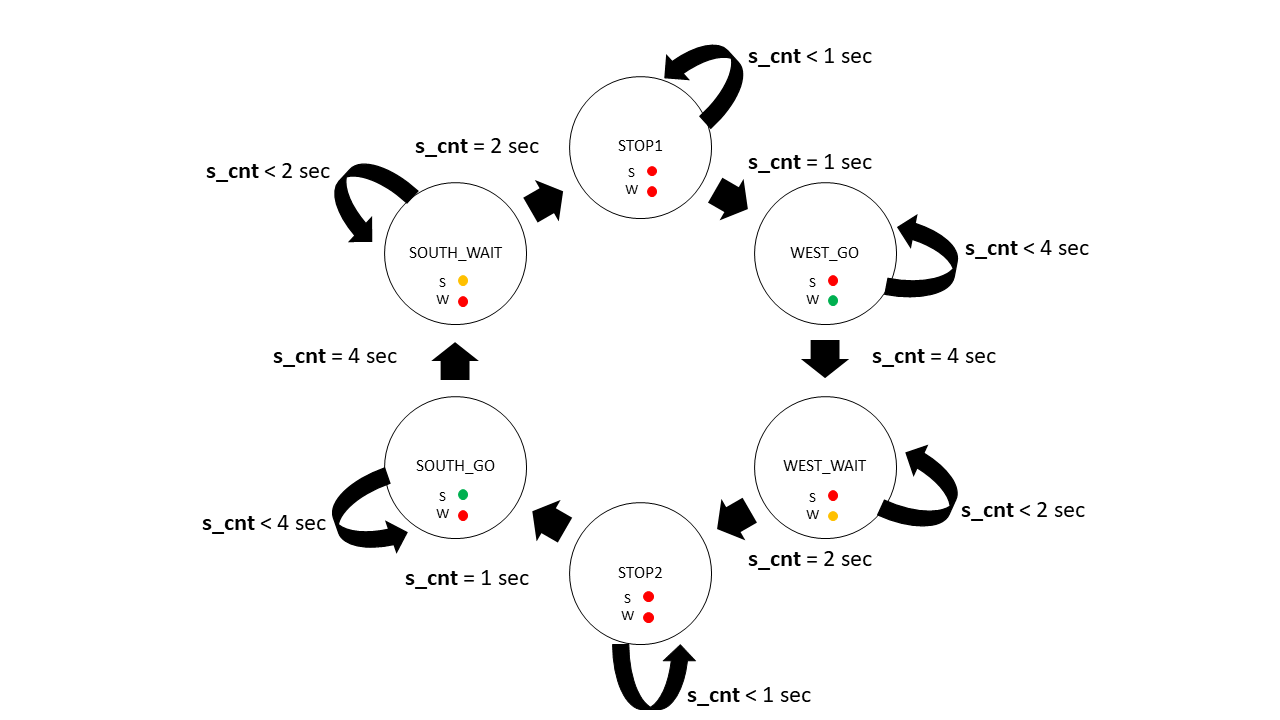 s_cnt < 1 sec
STOP1
S
W
s_cnt = 2 sec
s_cnt = 1 sec
s_cnt < 2 sec
SOUTH_WAIT
S
W
WEST_GO
S
W
s_cnt < 4 sec
s_cnt = 4 sec
s_cnt = 4 sec
SOUTH_GO
S
W
WEST_WAIT
S
W
s_cnt < 4 sec
s_cnt < 2 sec
s_cnt = 1 sec
s_cnt = 2 sec
STOP2
S
W
s_cnt < 1 sec